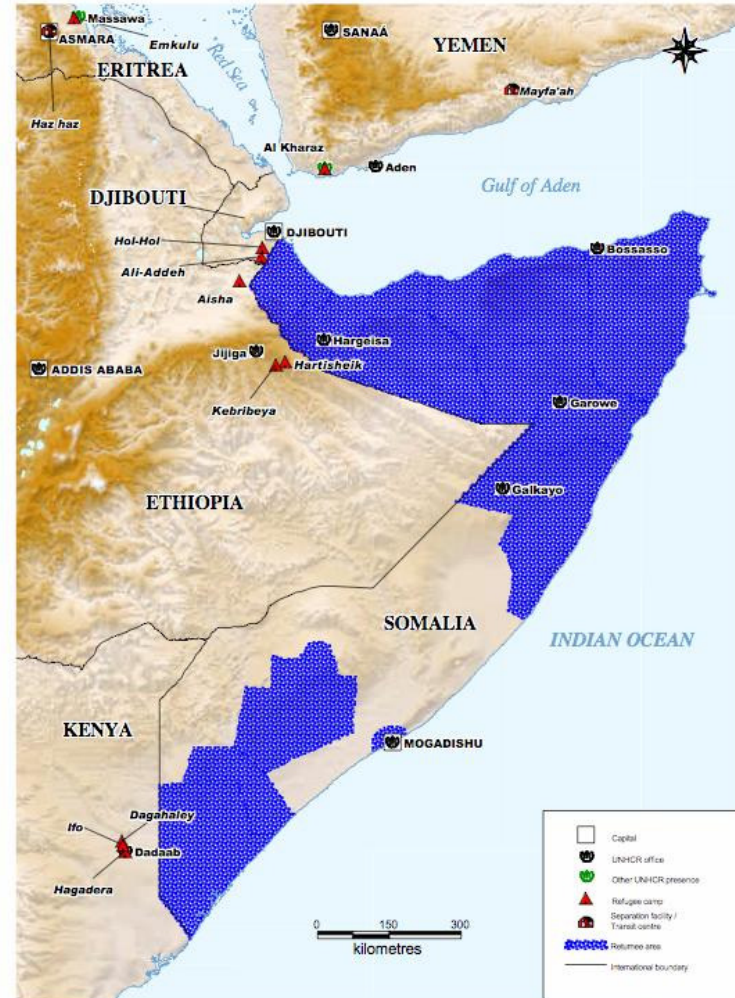 Massawa
SANAÁ
ASMARA
Emkulu
YEMEN
Red Sea
ERITREA
Mayfa'ah
Haz haz
Al Kharaz
Aden
Gulf of Aden
DJIBOUTI
DJIBOUTI
Hol-Hol
Bossasso
Ali-Addeh
Aisha
Hargeisa
Jijiga
Hartisheik
ADDIS ABABA
Kebribeya
Garowe
Galkayo
ETHIOPIA
SOMALIA
INDIAN OCEAN
KENYA
MOGADISHU
Dagahaley
Ifo
Dadaab
Hagadera
0 150 300
kilometres
Capital
UNHCR office
Other UNHCR presence
Refugee camp
Separation facility /
Transit centre
Returnee area
International boundary